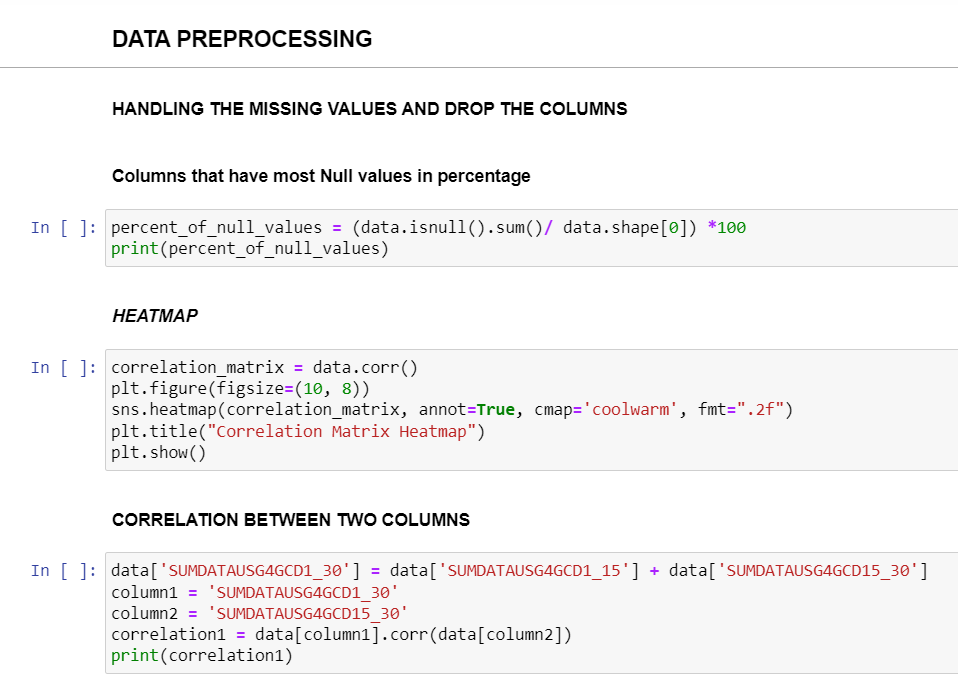 DATA PREPROCESSING
HANDLING THE MISSING VALUES AND DROP THE COLUMNS
Columns that have most Null values in percentage
In [ ]: percent_of_null_values = (data.isnull().sum()/ data.shape[0]) *100
print(percent_of_null_values)
HEATMAP
In [ ]: correlation_matrix = data.corr()
plt.figure(figsize=(10, 8))
sns.heatmap(correlation_matrix, annot=True, cmap='coolwarm', fmt=".2f")
plt.title("Correlation Matrix Heatmap")
plt.show()
CORRELATION BETWEEN TWO COLUMNS
In [ ]: data['SUMDATAUSG4GCD1_30'] = data['SUMDATAUSG4GCD1_15'] + data['SUMDATAUSG4GCD15_30']
column1 = 'SUMDATAUSG4GCD1_30'
column2 = 'SUMDATAUSG4GCD15_30'
correlation1 = data[column1].corr(data[column2])
print(correlation1)